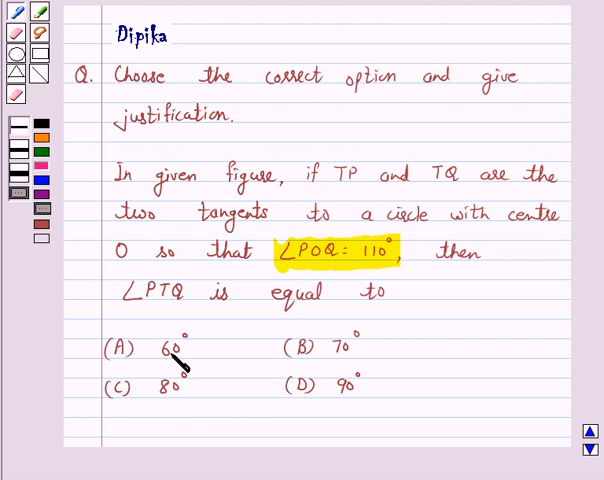 Dipika
Q. Choose the correct option and give
justification.
In given figure, if TP and TQ are the
two tangents to a circle with centre
O so that ∠POQ = 110°, then
∠PTQ is equal to
(A) 60° (B) 70°
(C) 80° (D) 90°